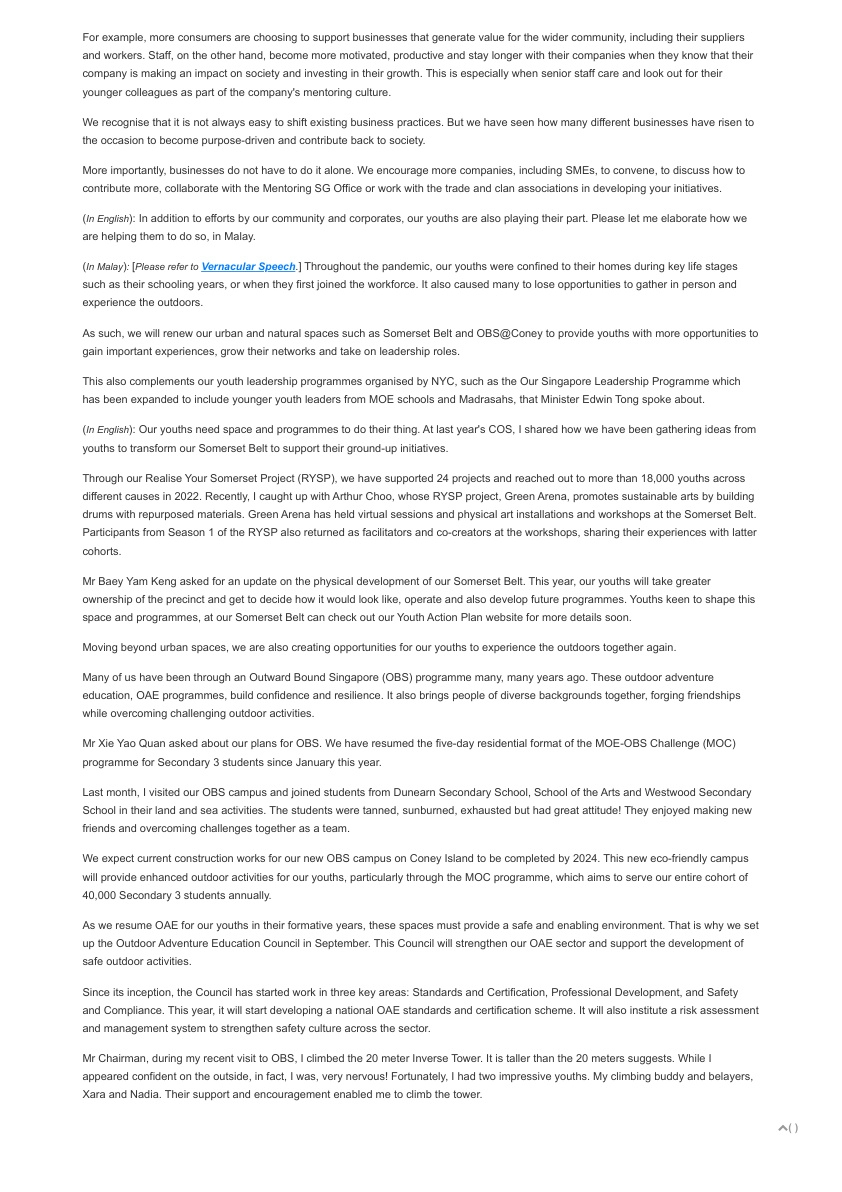 For example, more consumers are choosing to support businesses that generate value for the wider community, including their suppliers
and workers. Staff, on the other hand, become more motivated, productive and stay longer with their companies when they know that their
company is making an impact on society and investing in their growth. This is especially when senior staff care and look out for their
younger colleagues as part of the company's mentoring culture.
We recognise that it is not always easy to shift existing business practices. But we have seen how many different businesses have risen to
the occasion to become purpose-driven and contribute back to society.
More importantly, businesses do not have to do it alone. We encourage more companies, including SMEs, to convene, to discuss how to
contribute more, collaborate with the Mentoring SG Office or work with the trade and clan associations in developing your initiatives.
(In English): In addition to efforts by our community and corporates, our youths are also playing their part. Please let me elaborate how we
are helping them to do so, in Malay.
(In Malay): [Please refer to Vernacular Speech.] Throughout the pandemic, our youths were confined to their homes during key life stages
such as their schooling years, or when they first joined the workforce. It also caused many to lose opportunities to gather in person and
experience the outdoors.
As such, we will renew our urban and natural spaces such as Somerset Belt and OBS@Coney to provide youths with more opportunities to
gain important experiences, grow their networks and take on leadership roles.
This also complements our youth leadership programmes organised by NYC, such as the Our Singapore Leadership Programme which
has been expanded to include younger youth leaders from MOE schools and Madrasahs, that Minister Edwin Tong spoke about.
(In English): Our youths need space and programmes to do their thing. At last year's COS, I shared how we have been gathering ideas from
youths to transform our Somerset Belt to support their ground-up initiatives.
Through our Realise Your Somerset Project (RYSP), we have supported 24 projects and reached out to more than 18,000 youths across
different causes in 2022. Recently, I caught up with Arthur Choo, whose RYSP project, Green Arena, promotes sustainable arts by building
drums with repurposed materials. Green Arena has held virtual sessions and physical art installations and workshops at the Somerset Belt.
Participants from Season 1 of the RYSP also returned as facilitators and co-creators at the workshops, sharing their experiences with latter
cohorts.
Mr Baey Yam Keng asked for an update on the physical development of our Somerset Belt. This year, our youths will take greater
ownership of the precinct and get to decide how it would look like, operate and also develop future programmes. Youths keen to shape this
space and programmes, at our Somerset Belt can check out our Youth Action Plan website for more details soon.
Moving beyond urban spaces, we are also creating opportunities for our youths to experience the outdoors together again.
Many of us have been through an Outward Bound Singapore (OBS) programme many, many years ago. These outdoor adventure
education, OAE programmes, build confidence and resilience. It also brings people of diverse backgrounds together, forging friendships
while overcoming challenging outdoor activities.
Mr Xie Yao Quan asked about our plans for OBS. We have resumed the five-day residential format of the MOE-OBS Challenge (MOC)
programme for Secondary 3 students since January this year.
Last month, I visited our OBS campus and joined students from Dunearn Secondary School, School of the Arts and Westwood Secondary
School in their land and sea activities. The students were tanned, sunburned, exhausted but had great attitude! They enjoyed making new
friends and overcoming challenges together as a team.
We expect current construction works for our new OBS campus on Coney Island to be completed by 2024. This new eco-friendly campus
will provide enhanced outdoor activities for our youths, particularly through the MOC programme, which aims to serve our entire cohort of
40,000 Secondary 3 students annually.
As we resume OAE for our youths in their formative years, these spaces must provide a safe and enabling environment. That is why we set
up the Outdoor Adventure Education Council in September. This Council will strengthen our OAE sector and support the development of
safe outdoor activities.
Since its inception, the Council has started work in three key areas: Standards and Certification, Professional Development, and Safety
and Compliance. This year, it will start developing a national OAE standards and certification scheme. It will also institute a risk assessment
and management system to strengthen safety culture across the sector.
Mr Chairman, during my recent visit to OBS, I climbed the 20 meter Inverse Tower. It is taller than the 20 meters suggests. While I
appeared confident on the outside, in fact, I was, very nervous! Fortunately, I had two impressive youths. My climbing buddy and belayers,
Xara and Nadia. Their support and encouragement enabled me to climb the tower.
( )